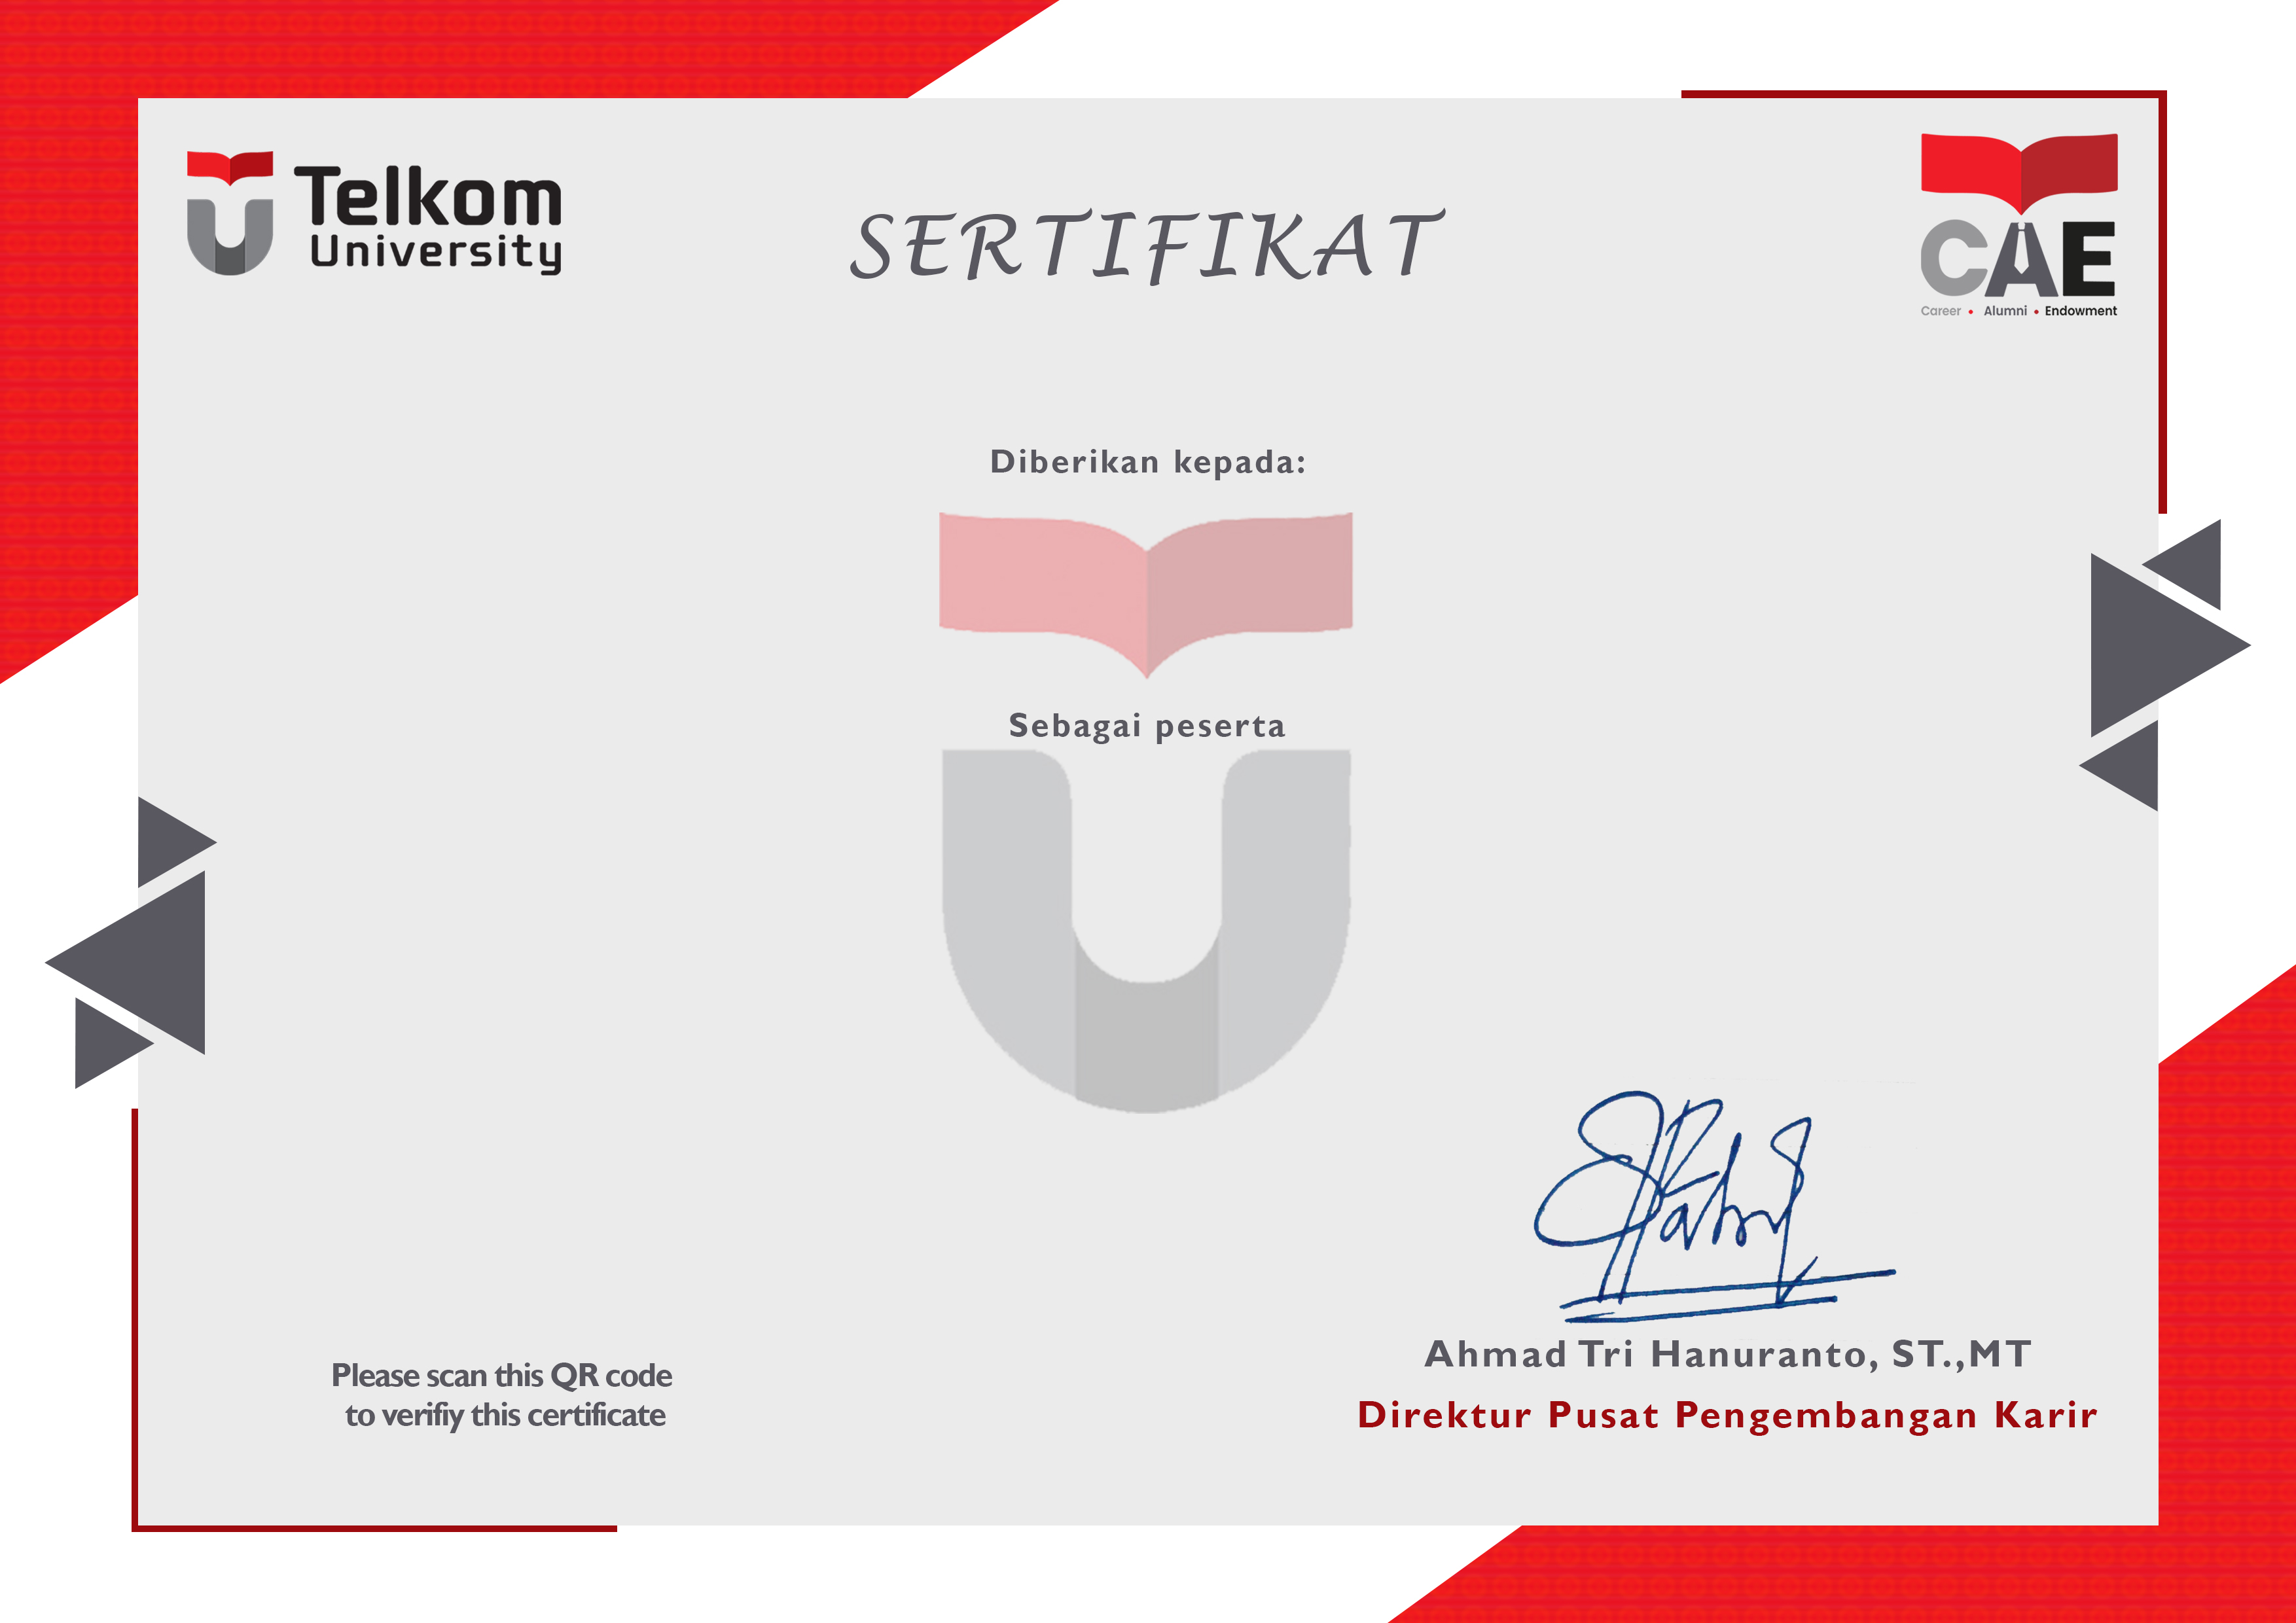 Telkom
University
SERTIFIKAT
CAE
Career • Alumni • Endowment
Diberikan kepada:
Sebagai peserta
Ahmad Tri Hanuranto, ST.,MT
Direktur Pusat Pengembangan Karir
Please scan this QR code
to verifiy this certificate